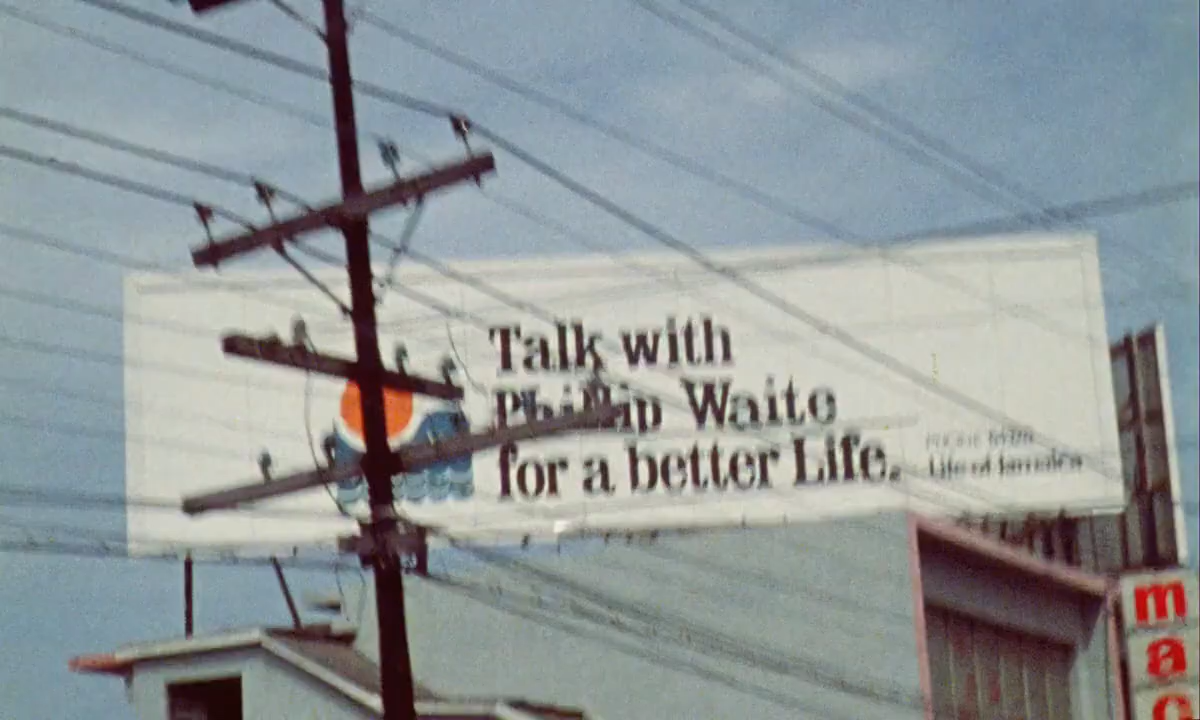 Talk with
Phillip Waite
for a better Life.
Life of Jamaica
m
a
c